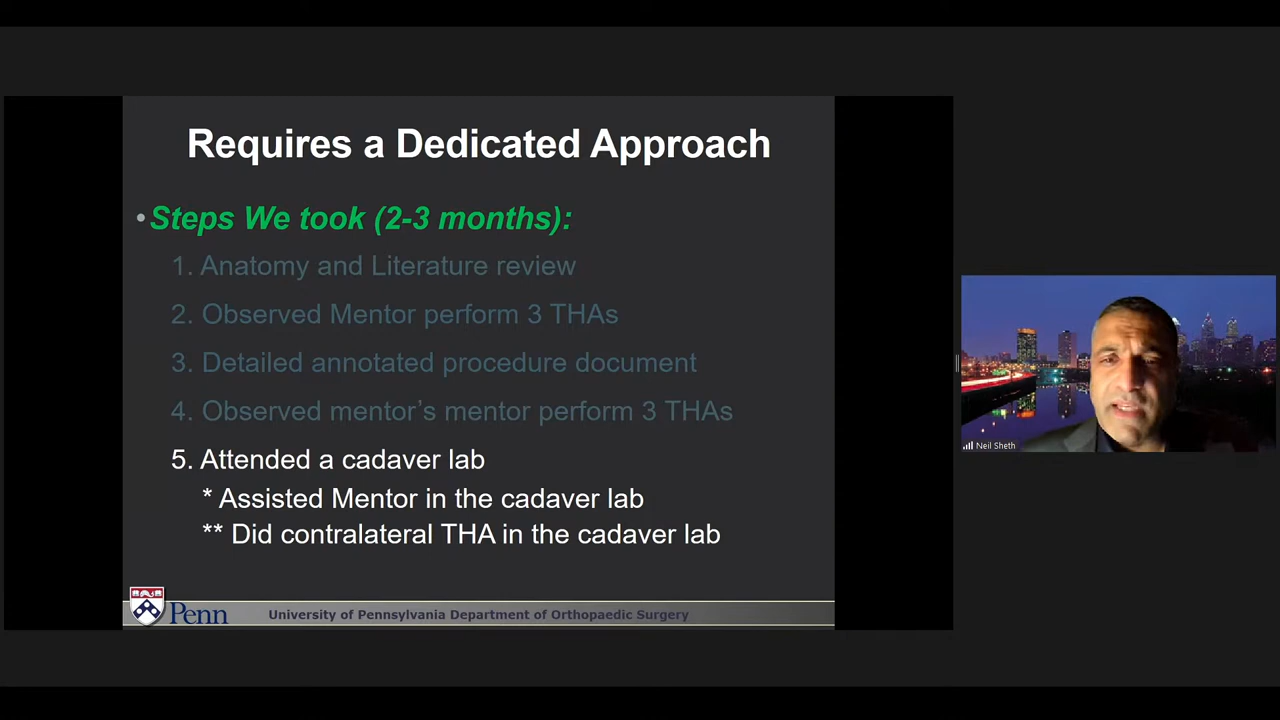 Requires a Dedicated Approach
•Steps We took (2-3 months):
1. Anatomy and Literature review
2. Observed Mentor perform 3 THAs
3. Detailed annotated procedure document
4. Observed mentor’s mentor perform 3 THAs
5. Attended a cadaver lab
* Assisted Mentor in the cadaver lab
** Did contralateral THA in the cadaver lab
Penn
University of Pennsylvania Department of Orthopaedic Surgery
Neil Sheth